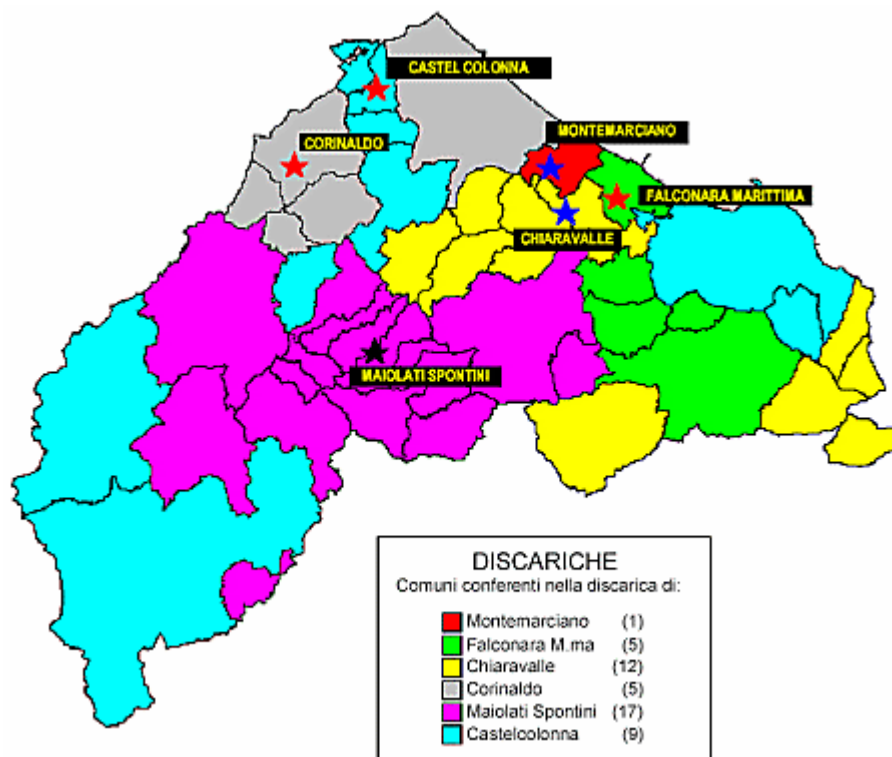 CASTEL COLONNA
MONTEMARCIANO
CORINALDO
FALCONARA MARITTIMA
CHIARAVALLE
MAIOLATI SPONTINI
DISCARICHE
Comuni conferenti nella discarica di:
Montemarciano (1)
Falconara M.ma (5)
Chiaravalle (12)
Corinaldo (5)
Maiolati Spontini (17)
Castelcolonna (9)